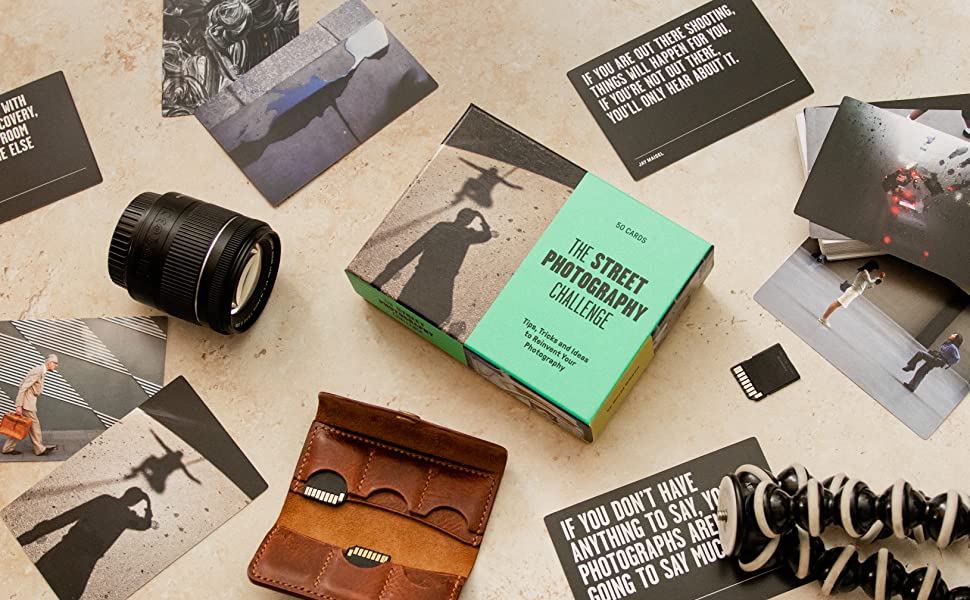 WITH
COVERY,
ROOM
E ELSE
IF YOU ARE OUT THERE SHOOTING,
THINGS WILL HAPPEN FOR YOU.
IF YOU'RE NOT OUT THERE,
YOU'LL ONLY HEAR ABOUT IT.
JAY MAISEL
50 CARDS
THE STREET
PHOTOGRAPHY
CHALLENGE
Tips, Tricks and Ideas
to Reinvent Your
Photography
IF YOU DON'T HAVE
ANYTHING TO SAY, YO
PHOTOGRAPHS ARE
GOING TO SAY MUC